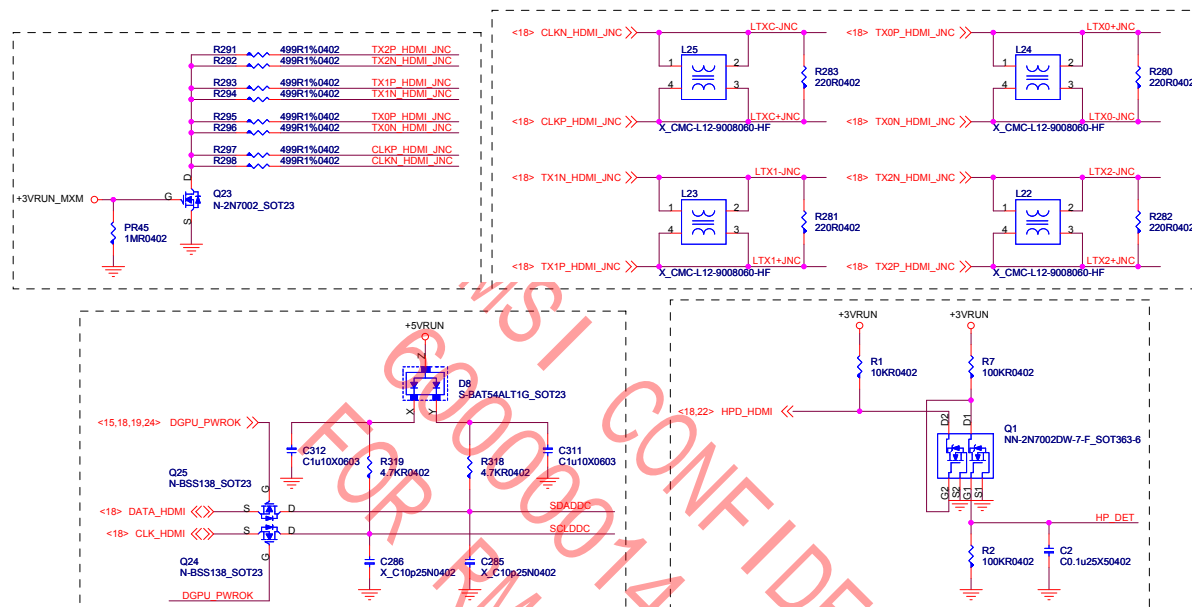 R291 499R1%0402 TX2P_HDMI_JNC
R292 499R1%0402 TX2N_HDMI_JNC
R293 499R1%0402 TX1P_HDMI_JNC
R294 499R1%0402 TX1N_HDMI_JNC
R295 499R1%0402 TX0P_HDMI_JNC
R296 499R1%0402 TX0N_HDMI_JNC
R297 499R1%0402 CLKP_HDMI_JNC
R298 499R1%0402 CLKN_HDMI_JNC
D
+3VRUN_MXM G
Q23
N-2N7002_SOT23
S
PR45
1MR0402
<18> CLKN_HDMI_JNC LTXC-JNC
L25
1 2
4 3
R283
220R0402
<18> CLKP_HDMI_JNC LTXC+JNC
X_CMC-L12-9008060-HF
<18> TX0P_HDMI_JNC LTX0+JNC
L24
1 2
4 3
R280
220R0402
<18> TX0N_HDMI_JNC LTX0-JNC
X_CMC-L12-9008060-HF
<18> TX1N_HDMI_JNC LTX1-JNC
L23
1 2
4 3
R281
220R0402
<18> TX1P_HDMI_JNC LTX1+JNC
X_CMC-L12-9008060-HF
<18> TX2N_HDMI_JNC LTX2-JNC
L22
1 2
4 3
R282
220R0402
<18> TX2P_HDMI_JNC LTX2+JNC
X_CMC-L12-9008060-HF
+5VRUN
Z
D8
S-BAT54ALT1G_SOT23
X Y
<15,18,19,24> DGPU_PWROK
C312
C1u10X0603
R319
4.7KR0402
R318
4.7KR0402
C311
C1u10X0603
Q25
N-BSS138_SOT23
G
<18> DATA_HDMI S D SDADDC
<18> CLK_HDMI S D SCLDDC
G
Q24
N-BSS138_SOT23
C286
X_C10p25N0402
C285
X_C10p25N0402
DGPU_PWROK
+3VRUN +3VRUN
R1
10KR0402
R7
100KR0402
<18,22> HPD_HDMI
D2 D1
Q1
NN-2N7002DW-7-F_SOT363-6
G2 S2 G1 S1
HP_DET
R2
100KR0402
C2
C0.1u25X50402
MSI CONFIDE
6000014
FOR RM